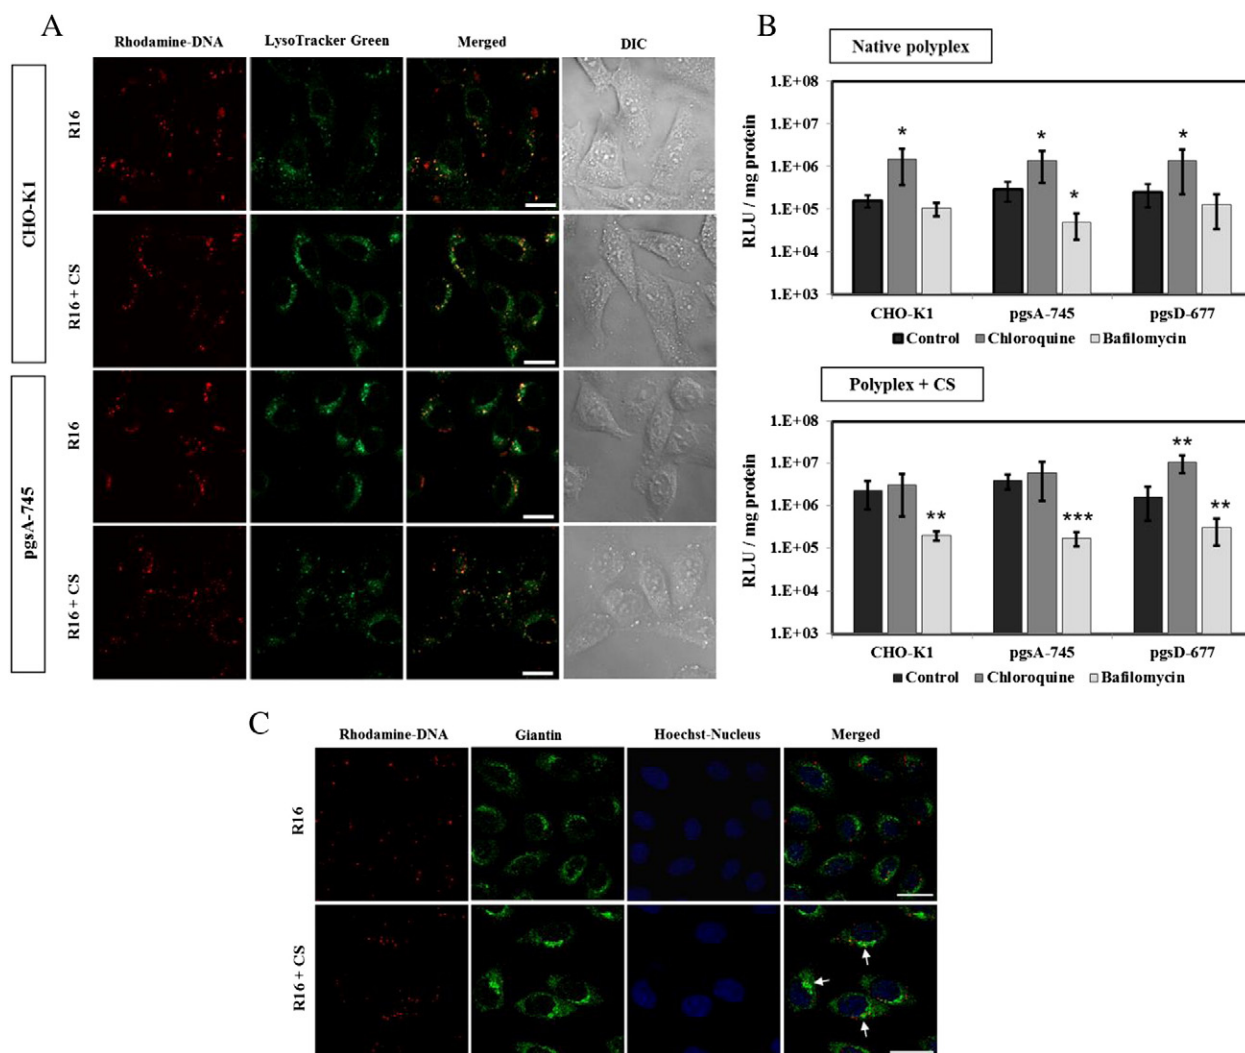 A
Rhodamine-DNA LysoTracker Green Merged DIC
CHO-K1
R16
R16 + CS
pgsA-745
R16
R16 + CS
B
Native polyplex
1.E+08
1.E+07
1.E+06
1.E+05
1.E+04
1.E+03
RLU / mg protein
* * * *
CHO-K1 pgsA-745 pgsD-677
Control Chloroquine Bafilomycin
Polyplex + CS
1.E+08
1.E+07
1.E+06
1.E+05
1.E+04
1.E+03
RLU / mg protein
** *** ** **
CHO-K1 pgsA-745 pgsD-677
Control Chloroquine Bafilomycin
C
Rhodamine-DNA Giantin Hoechst-Nucleus Merged
R16
R16 + CS